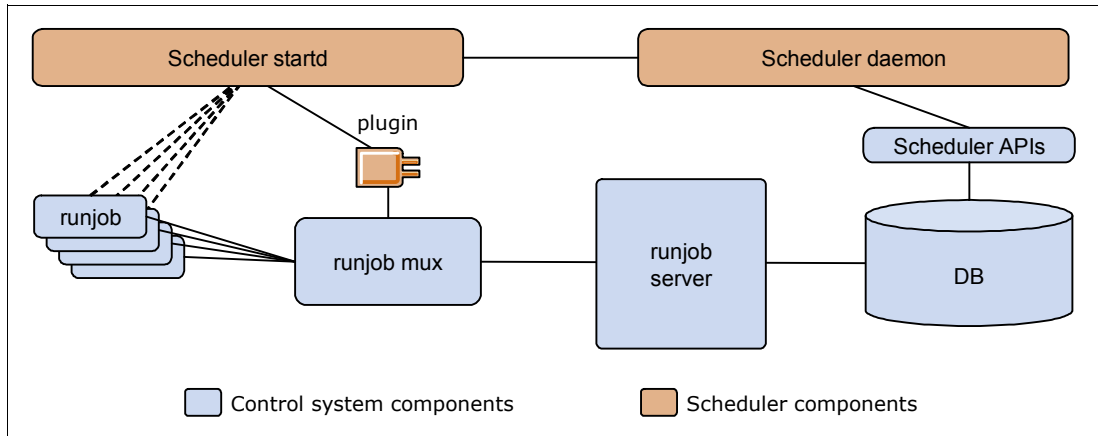 Scheduler startd
Scheduler daemon
plugin
Scheduler APIs
runjob
runjob mux
runjob
server
DB
Control system components
Scheduler components